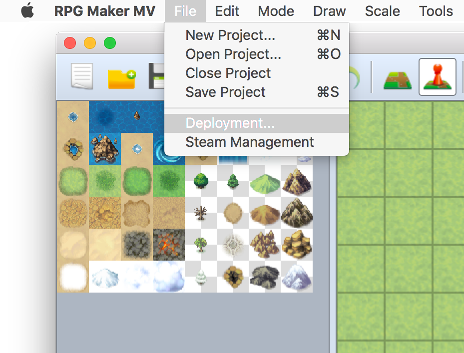 RPG Maker MV File Edit Mode Draw Scale Tools
New Project... ⌘N
Open Project... ⌘O
Close Project
Save Project ⌘S
Deployment...
Steam Management